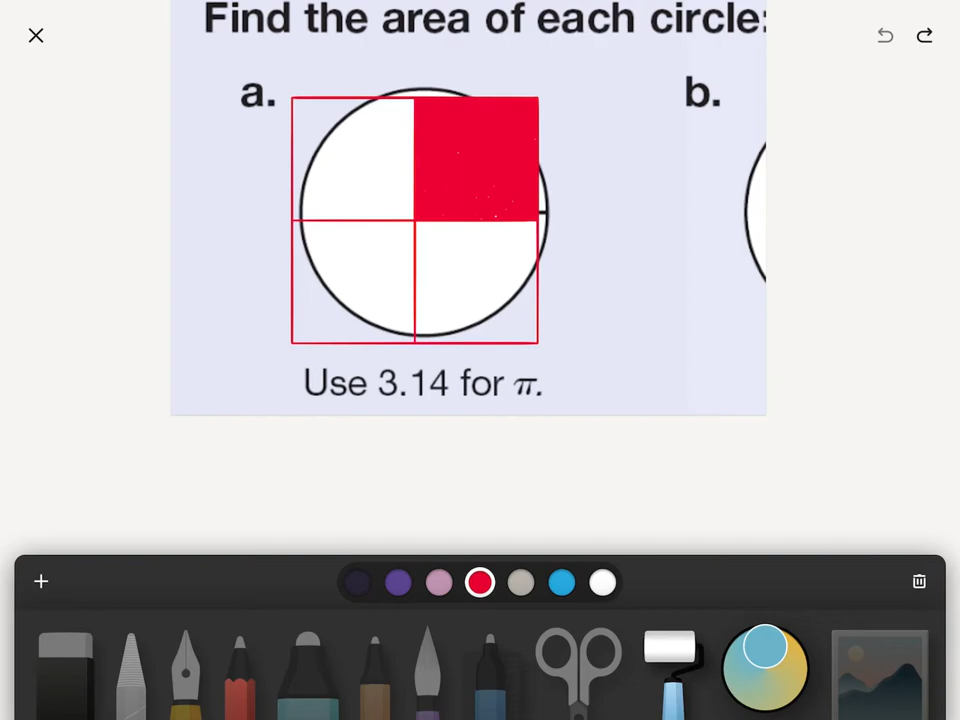 Find the area of each circle:
a.
b.
Use 3.14 for π.